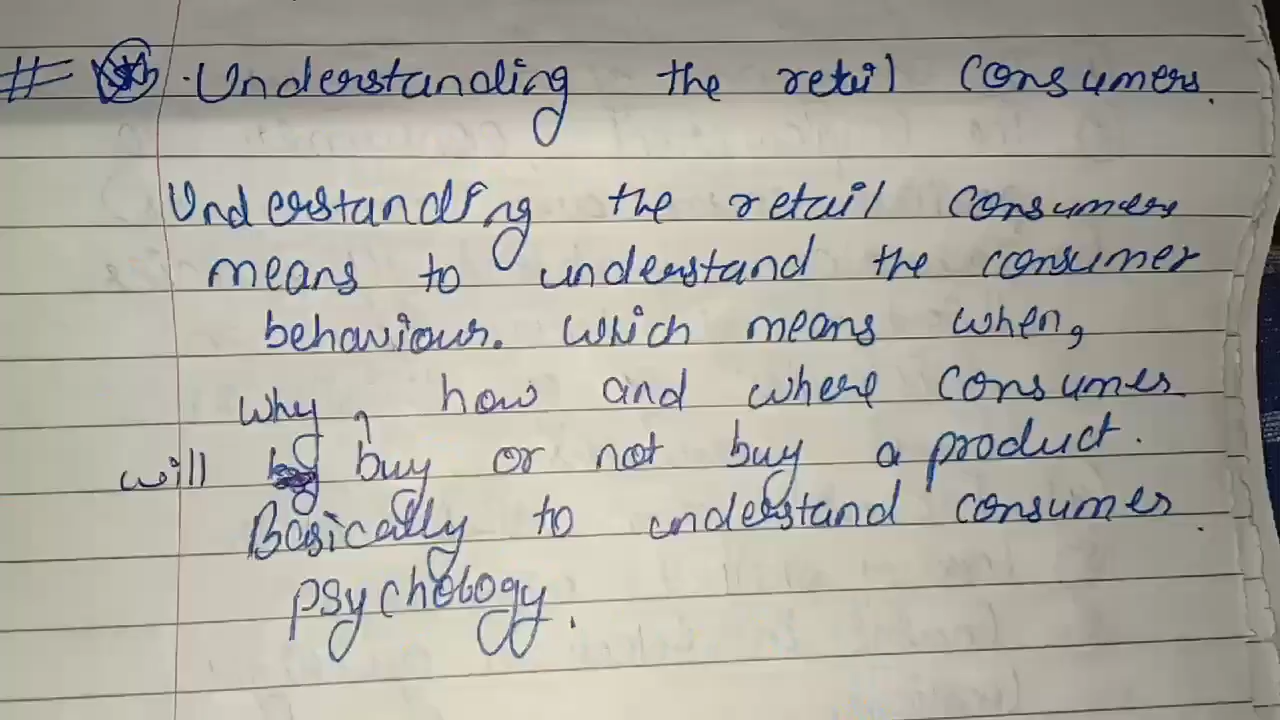 # Understanding the retail consumers.
Understanding the retail consumers
means to understand the consumer
behaviour. which means when,
why, how and where consumer
will buy or not buy a product.
Basically to understand consumer
psychology.